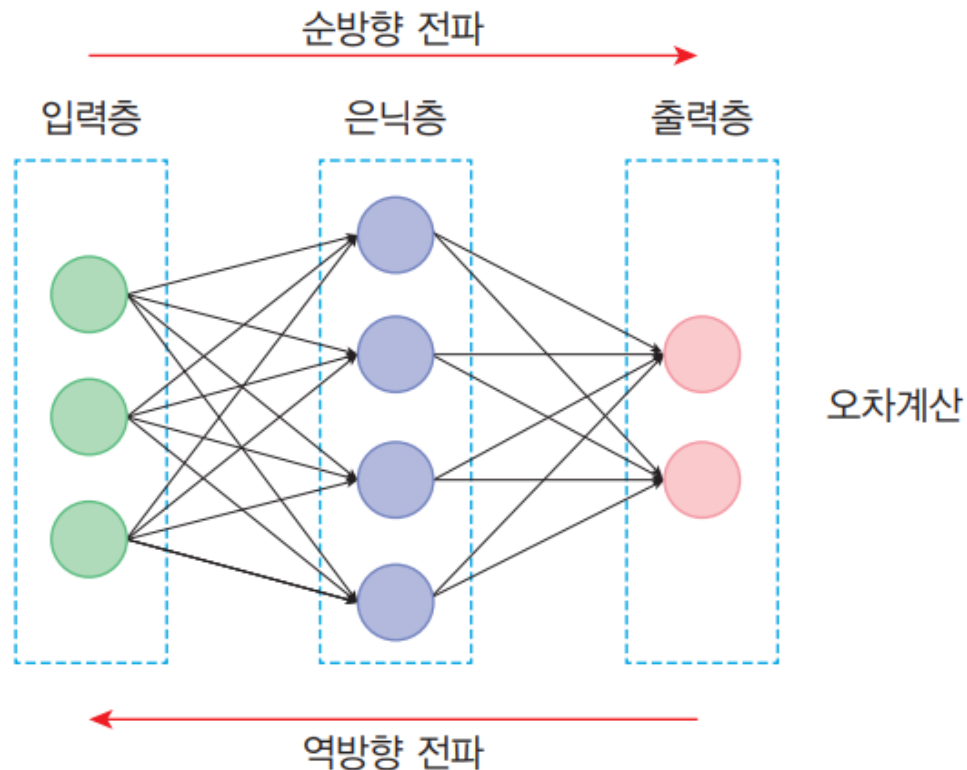 순방향 전파
입력층
은닉층
출력층
오차계산
역방향 전파